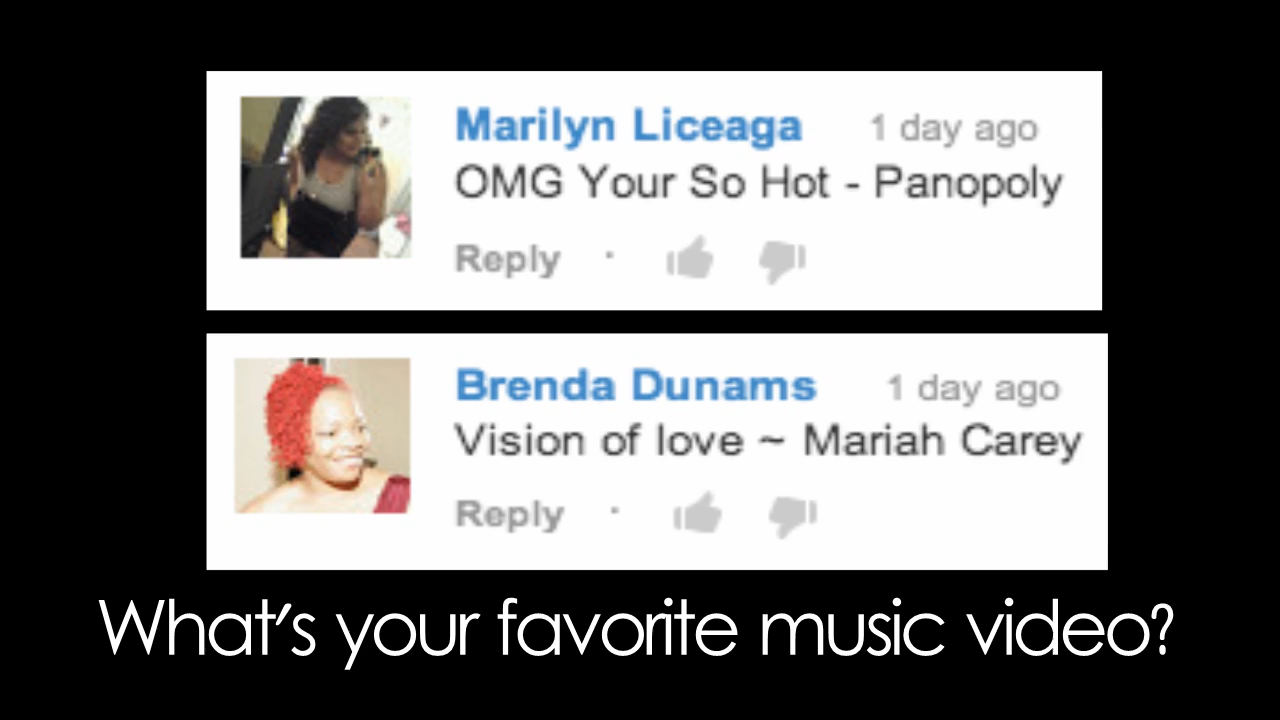 Marilyn Liceaga 1 day ago
OMG Your So Hot - Panopoly
Reply ·
Brenda Dunams 1 day ago
Vision of love ~ Mariah Carey
Reply ·
What's your favorite music video?